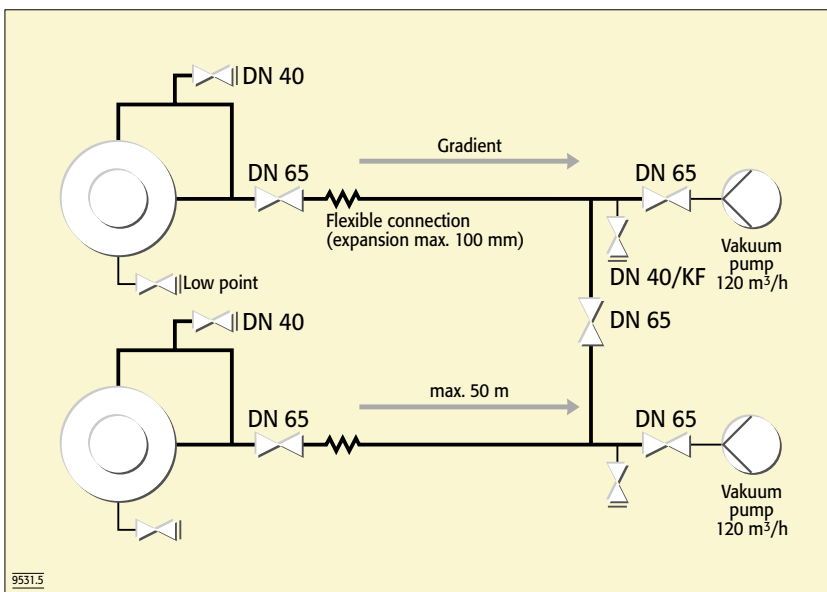 DN 40
Gradient
DN 65
DN 65
Flexible connection
(expansion max. 100 mm)
Vakuum
pump
120 m³/h
DN 40/KF
Low point
DN 40
DN 65
max. 50 m
DN 65
DN 65
Vakuum
pump
120 m³/h
9531.5